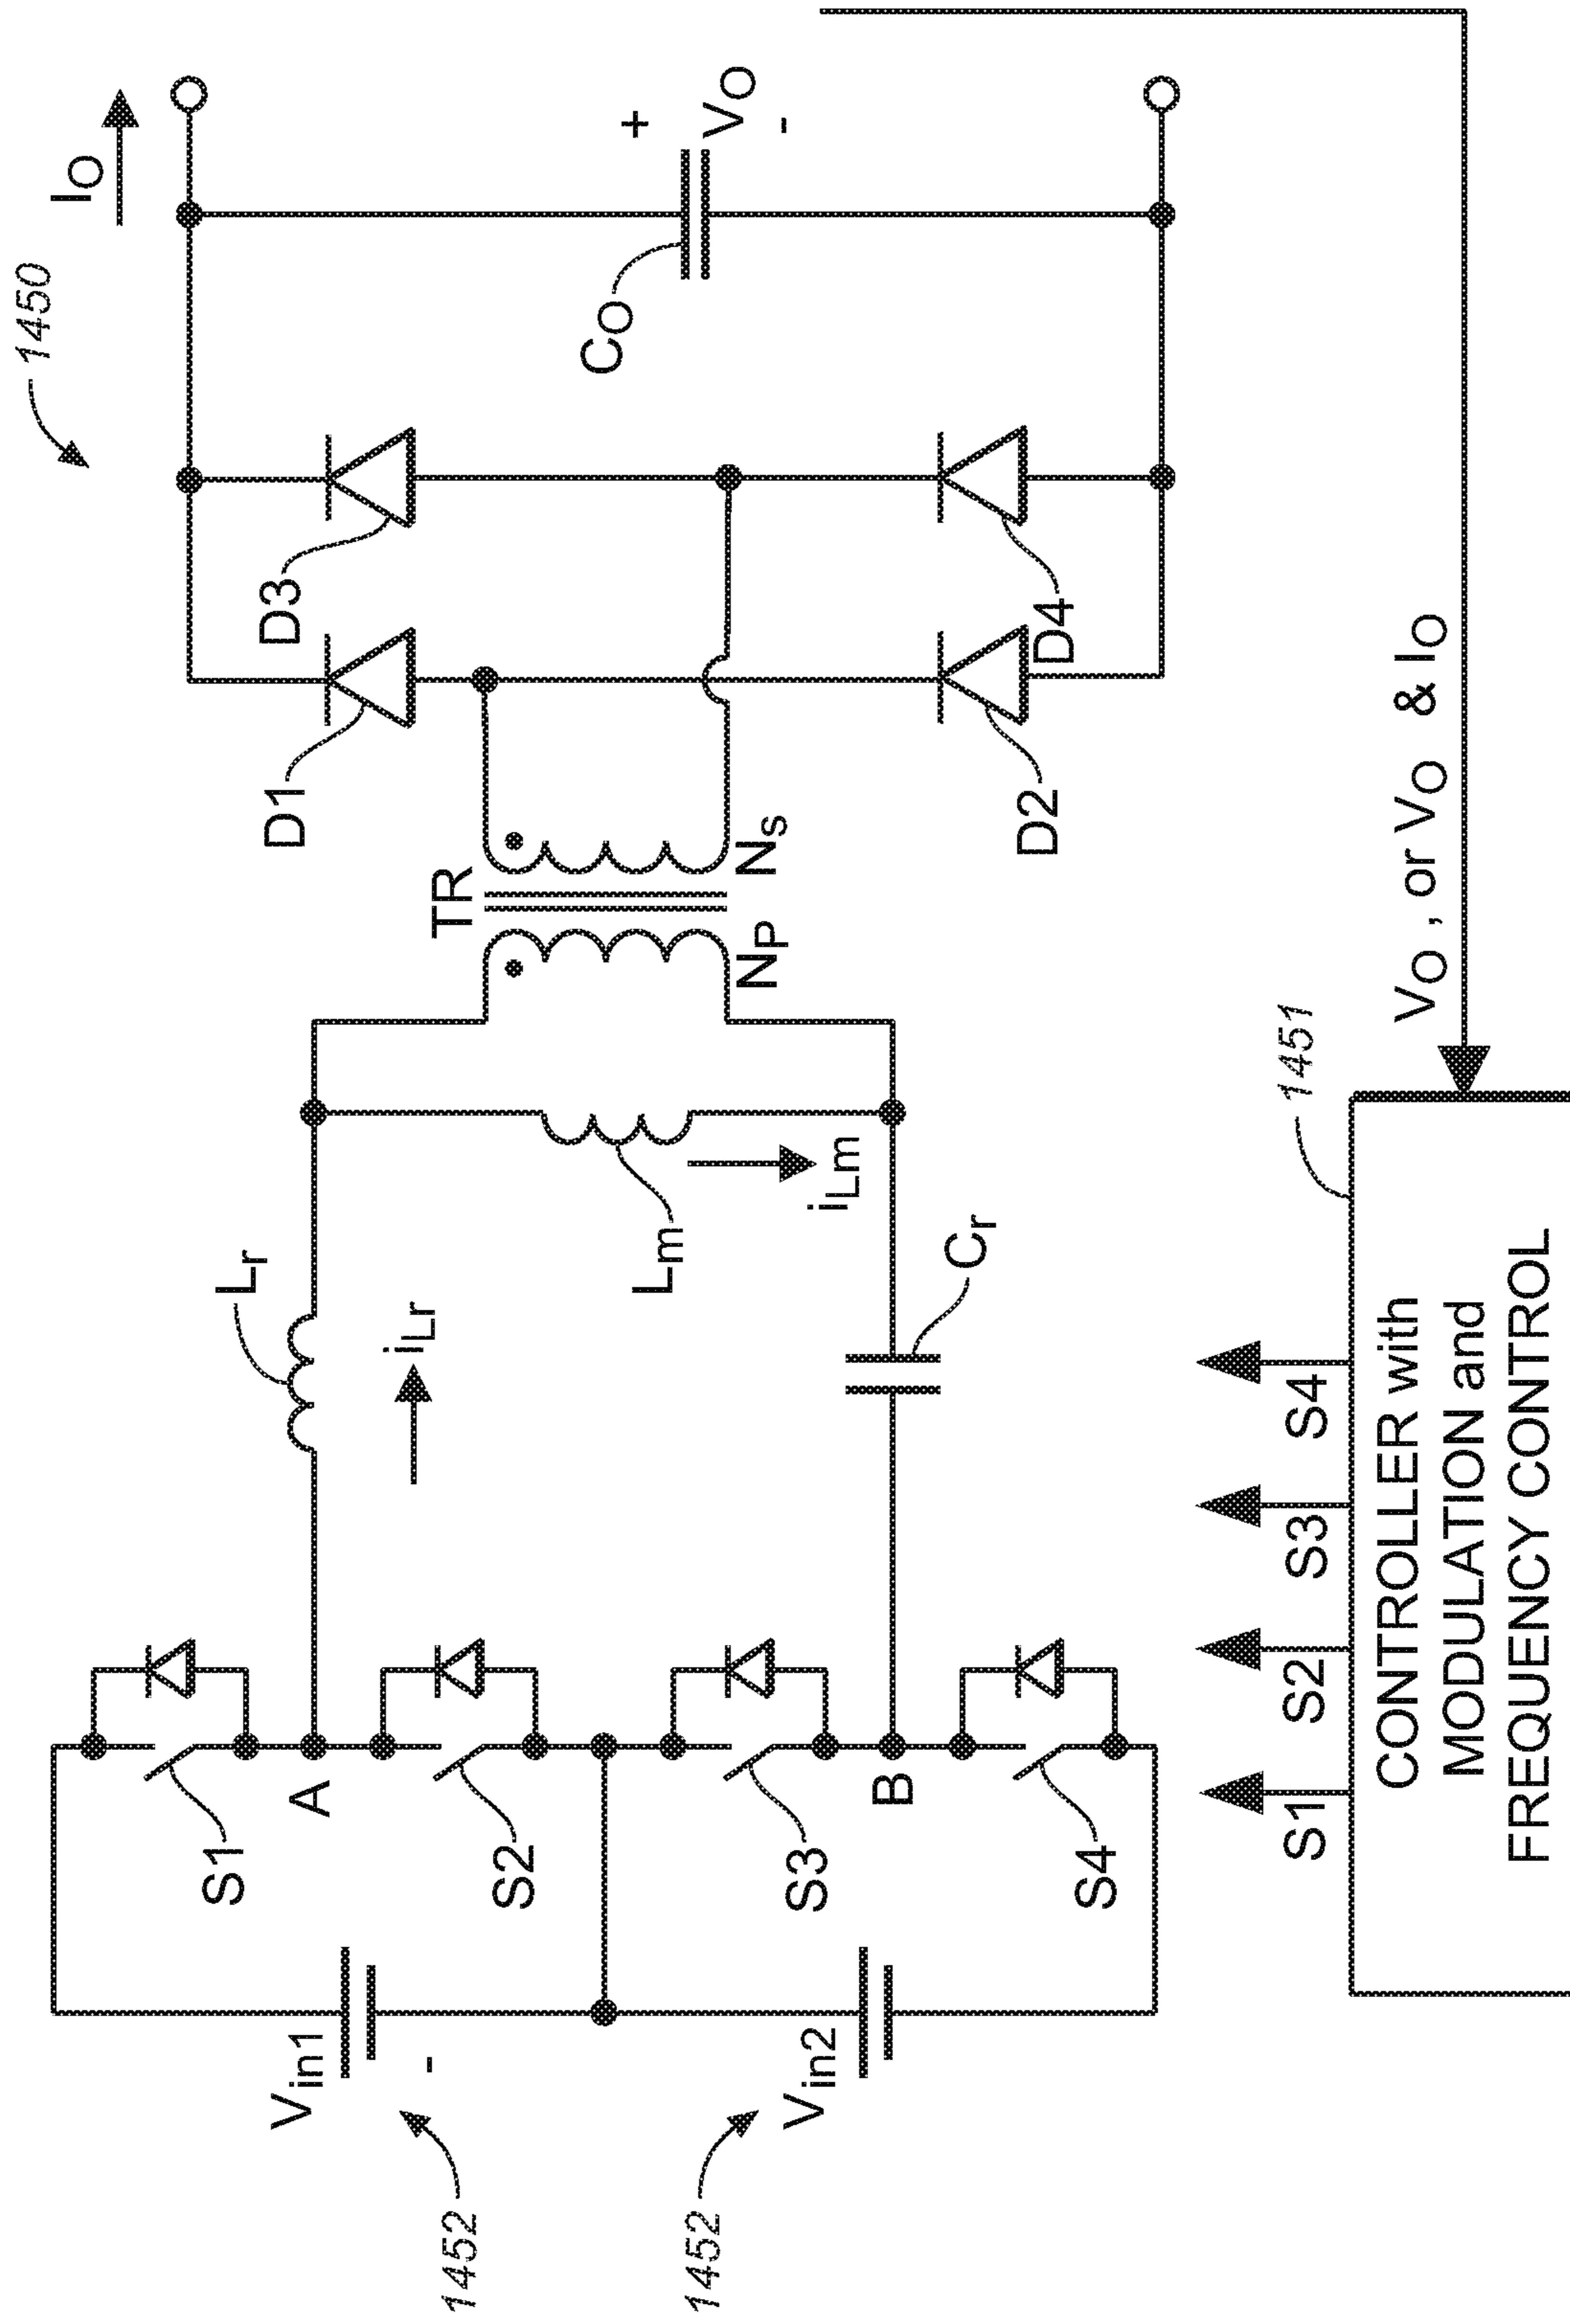 1450
I_O
+
V_O
-
C_O
D3
D1
D4
D2
TR
N_P
N_S
L_r
i_Lr
L_m
i_Lm
C_r
S1
A
S2
S3
B
S4
V_in1
-
V_in2
1452
1452
V_O, or V_O & I_O
1451
S1
S2
S3
S4
CONTROLLER with
MODULATION and
FREQUENCY CONTROL